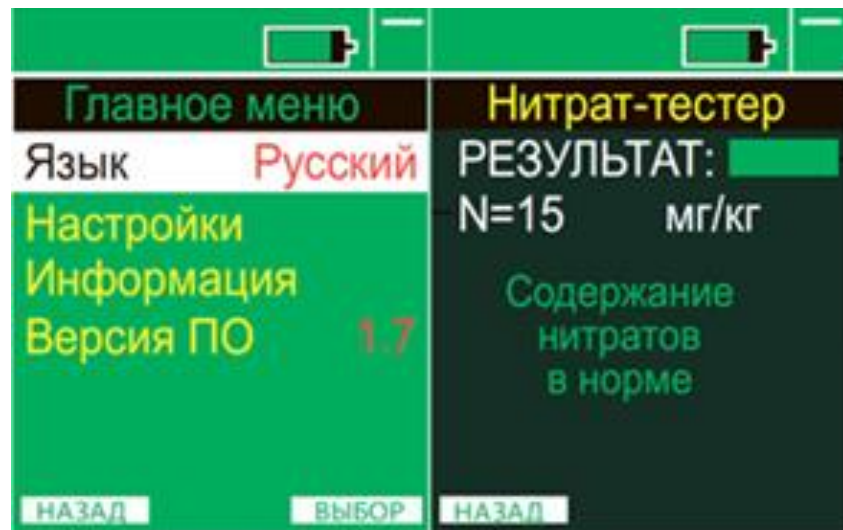 Главное меню
Язык Русский
Настройки
Информация
Версия ПО 1.7
НАЗАД ВЫБОР
Нитрат-тестер
РЕЗУЛЬТАТ:
N=15 мг/кг
Содержание
нитратов
в норме
НАЗАД